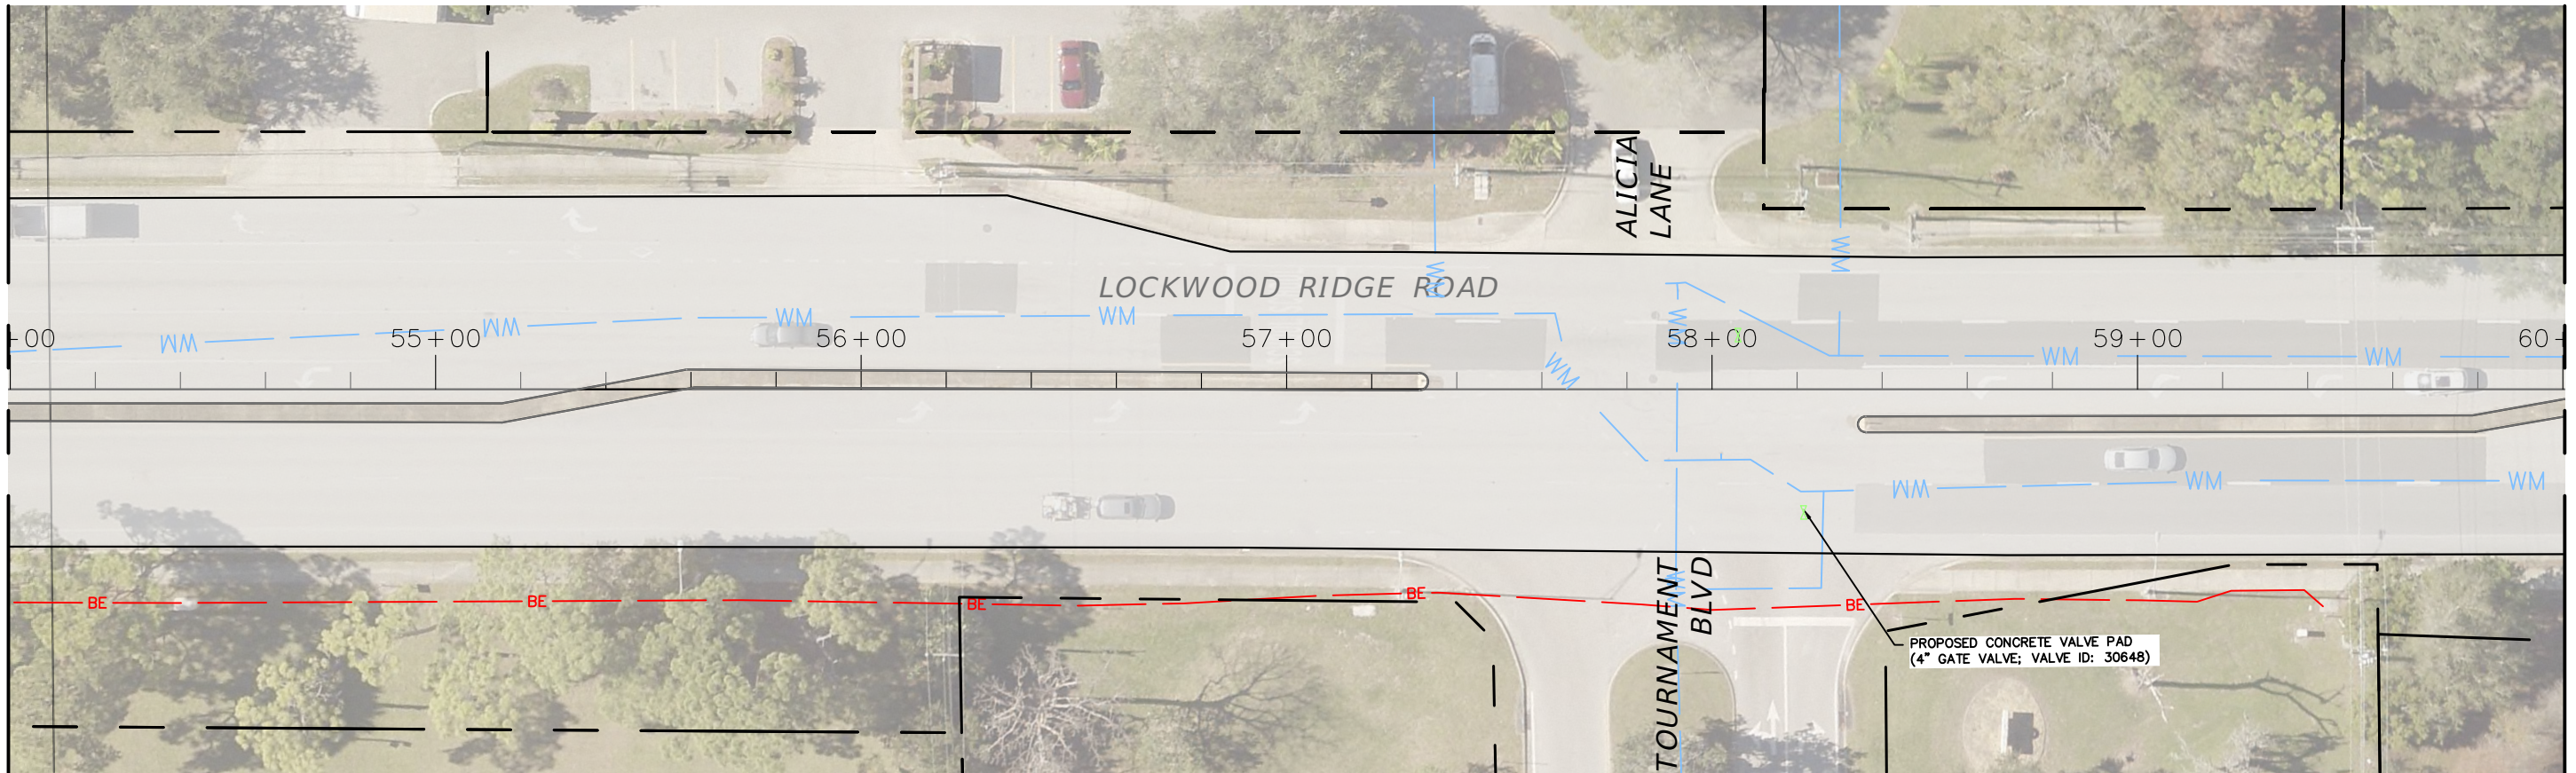 ALICIA
LANE
LOCKWOOD RIDGE ROAD
WM
WM
WM
WM
WM
WM
WM
WM
WM
WM
WM
+00
55+00
56+00
57+00
58+00
59+00
60+
WM
WM
WM
WM
BE
BE
BE
BE
BE
TOURNAMENT
BLVD
PROPOSED CONCRETE VALVE PAD
(4" GATE VALVE; VALVE ID: 30648)